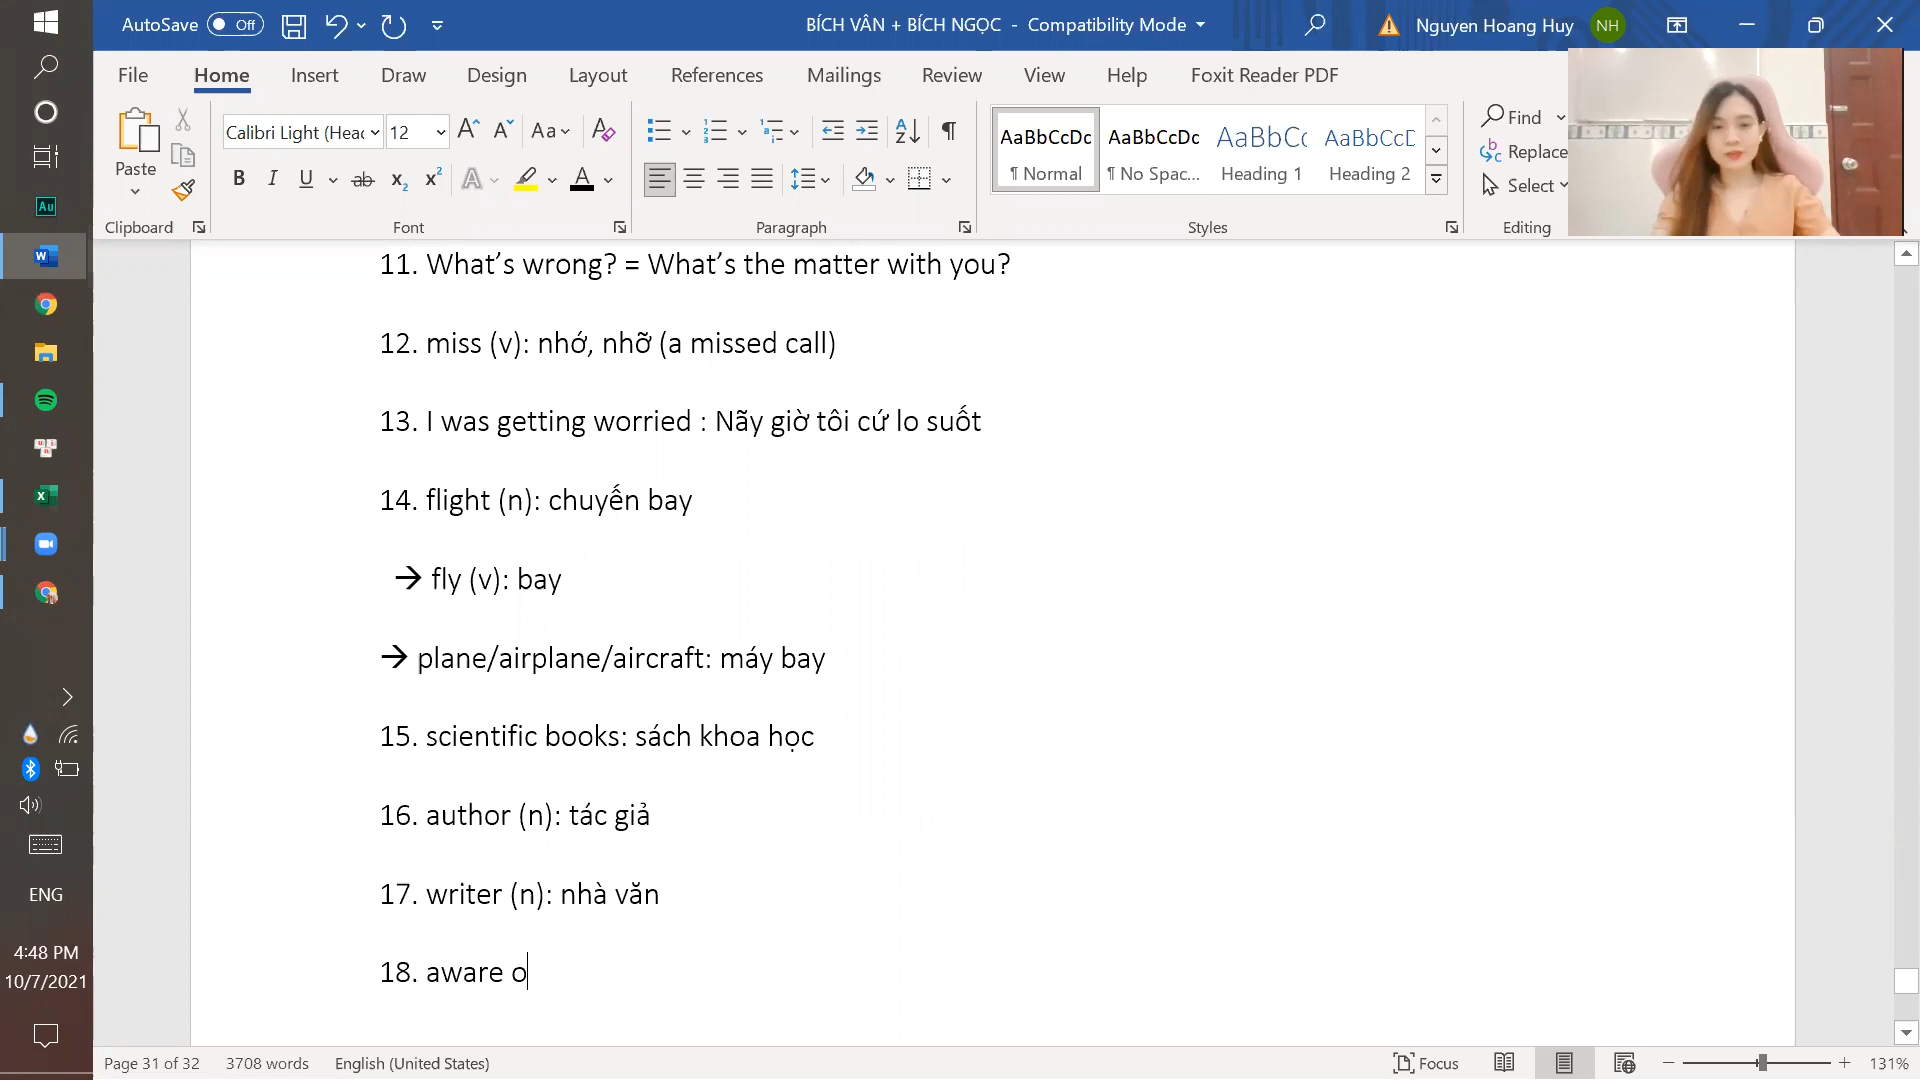 AutoSave Off
BÍCH VÂN + BÍCH NGỌC - Compatibility Mode
Nguyen Hoang Huy NH
File Home Insert Draw Design Layout References Mailings Review View Help Foxit Reader PDF
Calibri Light (Head 12
Aa
Paste
AaBbCcDc AaBbCcDc AaBbCc AaBbCcD
¶ Normal ¶ No Spac... Heading 1 Heading 2
Find
Replace
Select
Clipboard Font Paragraph Styles Editing
11. What’s wrong? = What’s the matter with you?
12. miss (v): nhớ, nhỡ (a missed call)
13. I was getting worried : Nãy giờ tôi cứ lo suốt
14. flight (n): chuyến bay
→ fly (v): bay
→ plane/airplane/aircraft: máy bay
15. scientific books: sách khoa học
16. author (n): tác giả
17. writer (n): nhà văn
18. aware o
ENG
4:48 PM
10/7/2021
Page 31 of 32 3708 words English (United States) Focus 131%